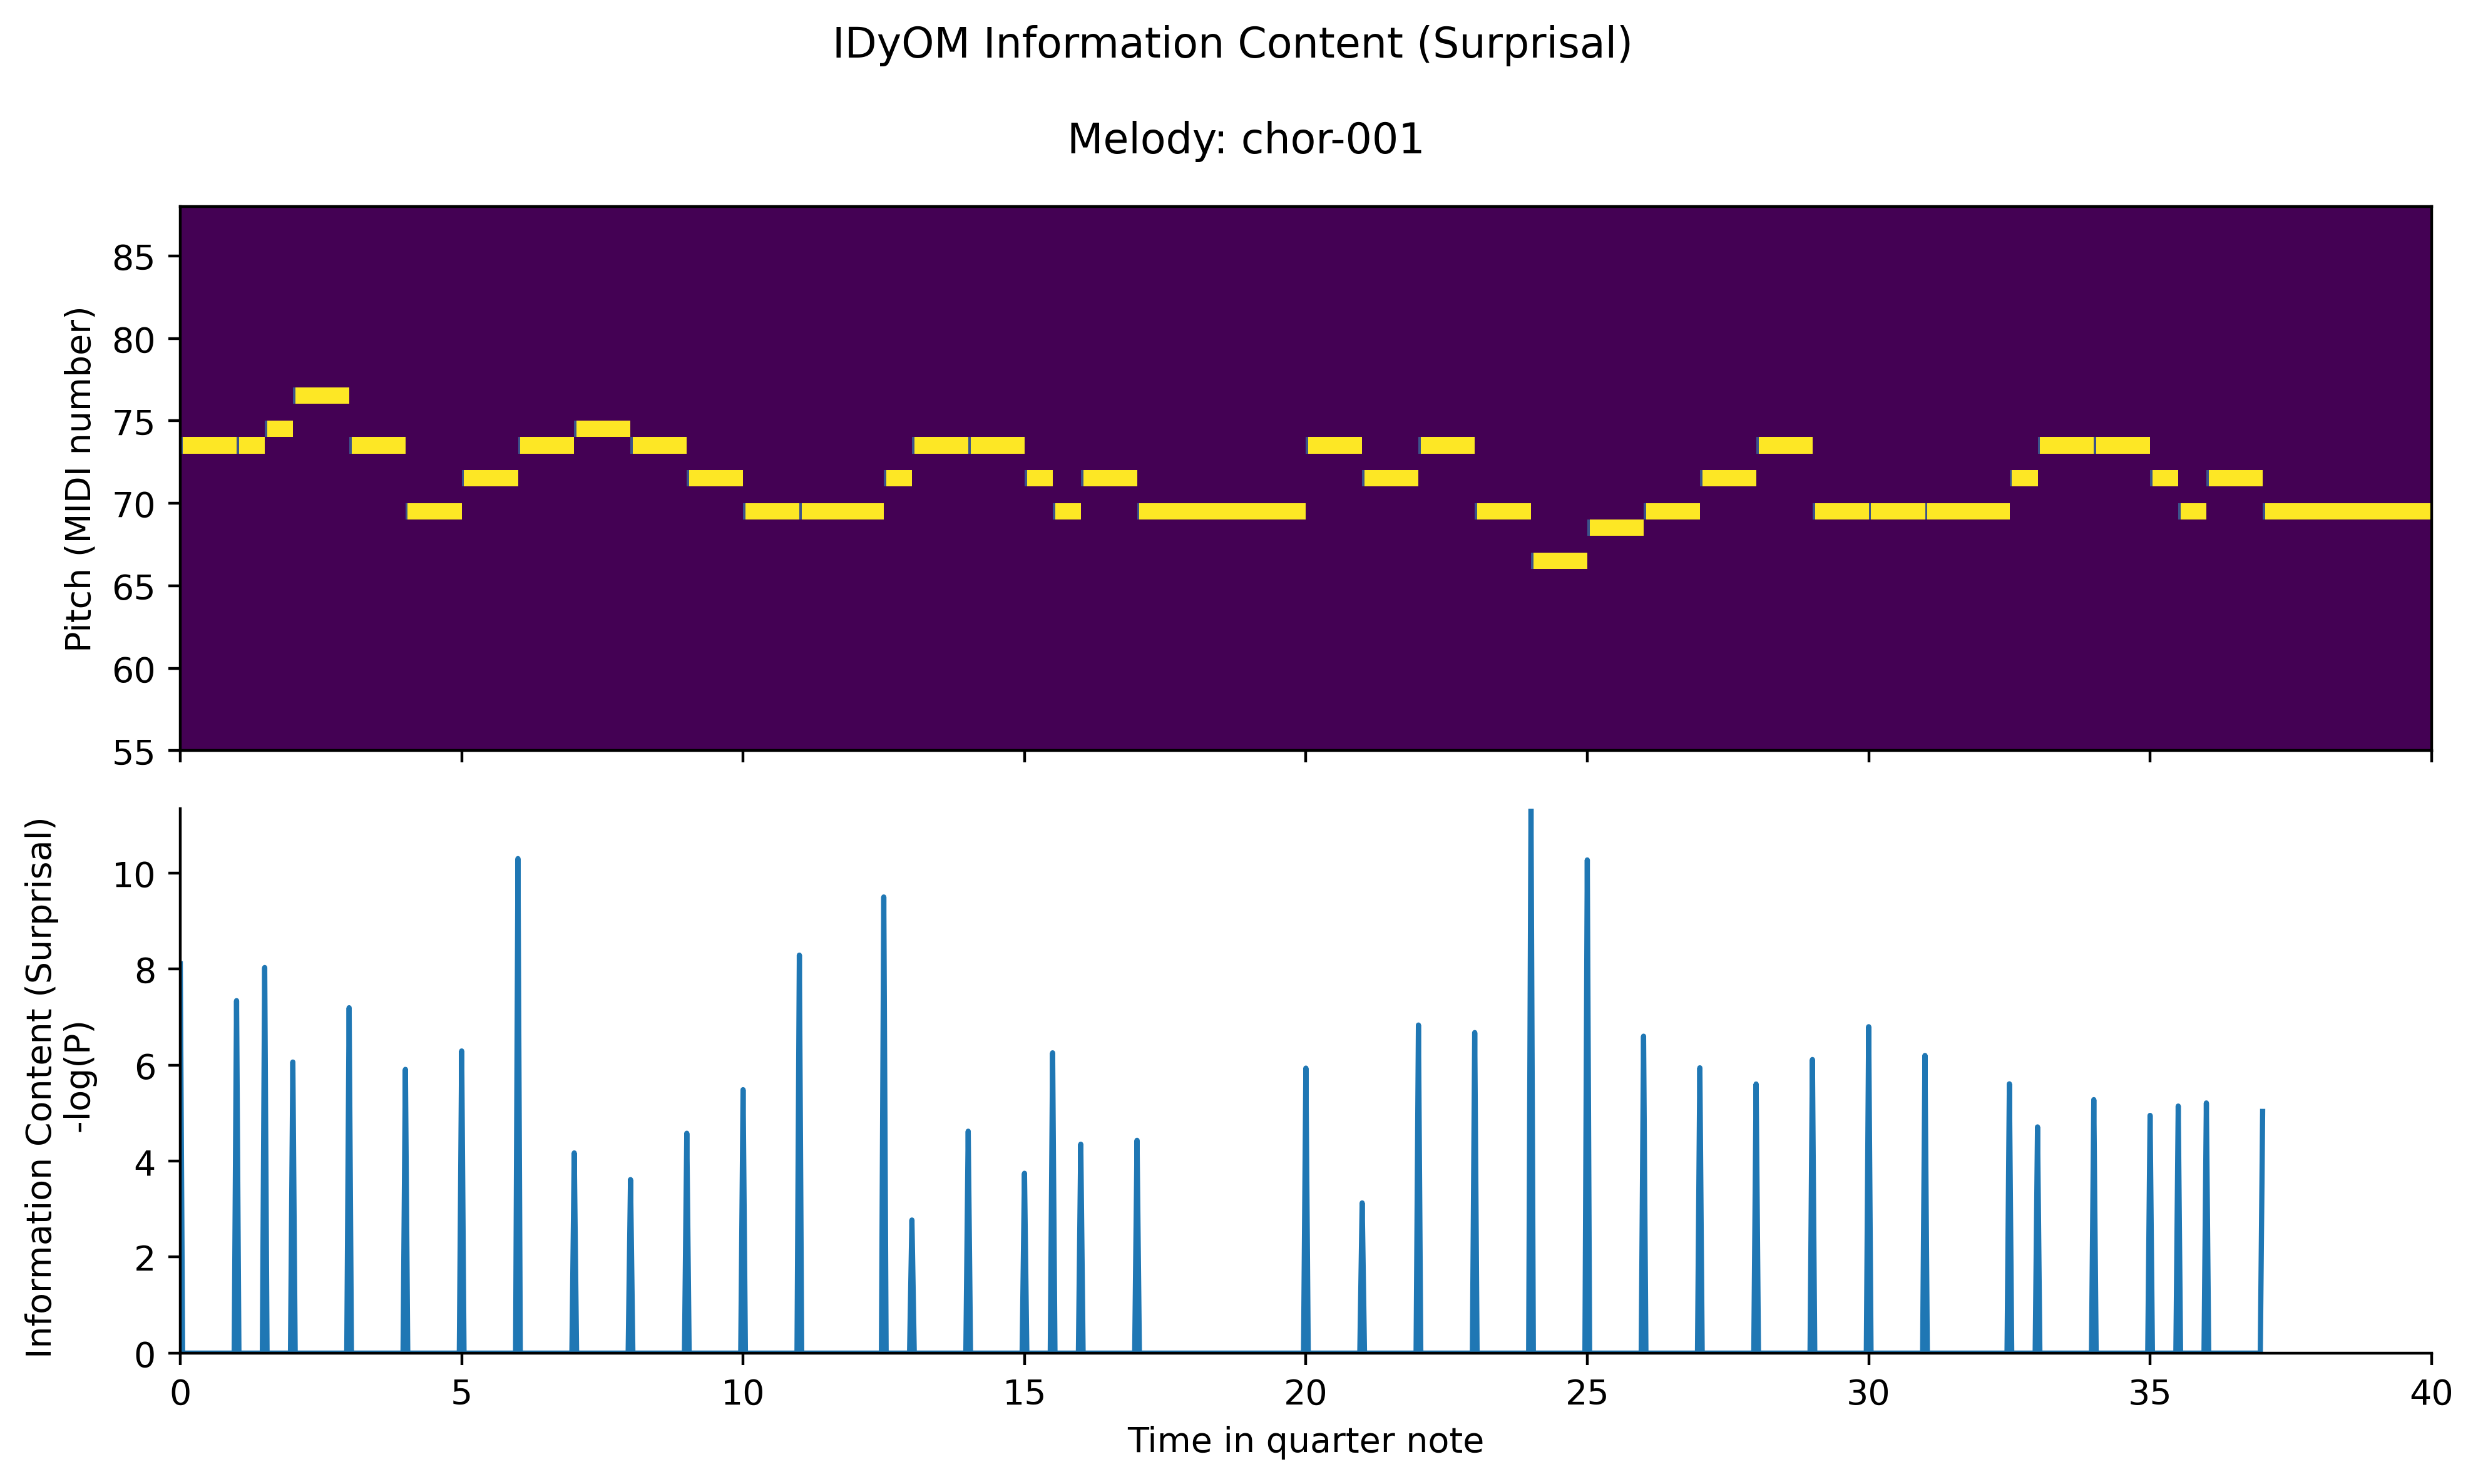 IDyOM Information Content (Surprisal)
Melody: chor-001
Pitch (MIDI number)
85
80
75
70
65
60
55
Information Content (Surprisal)
-log(P)
10
8
6
4
2
0
0 5 10 15 20 25 30 35 40
Time in quarter note